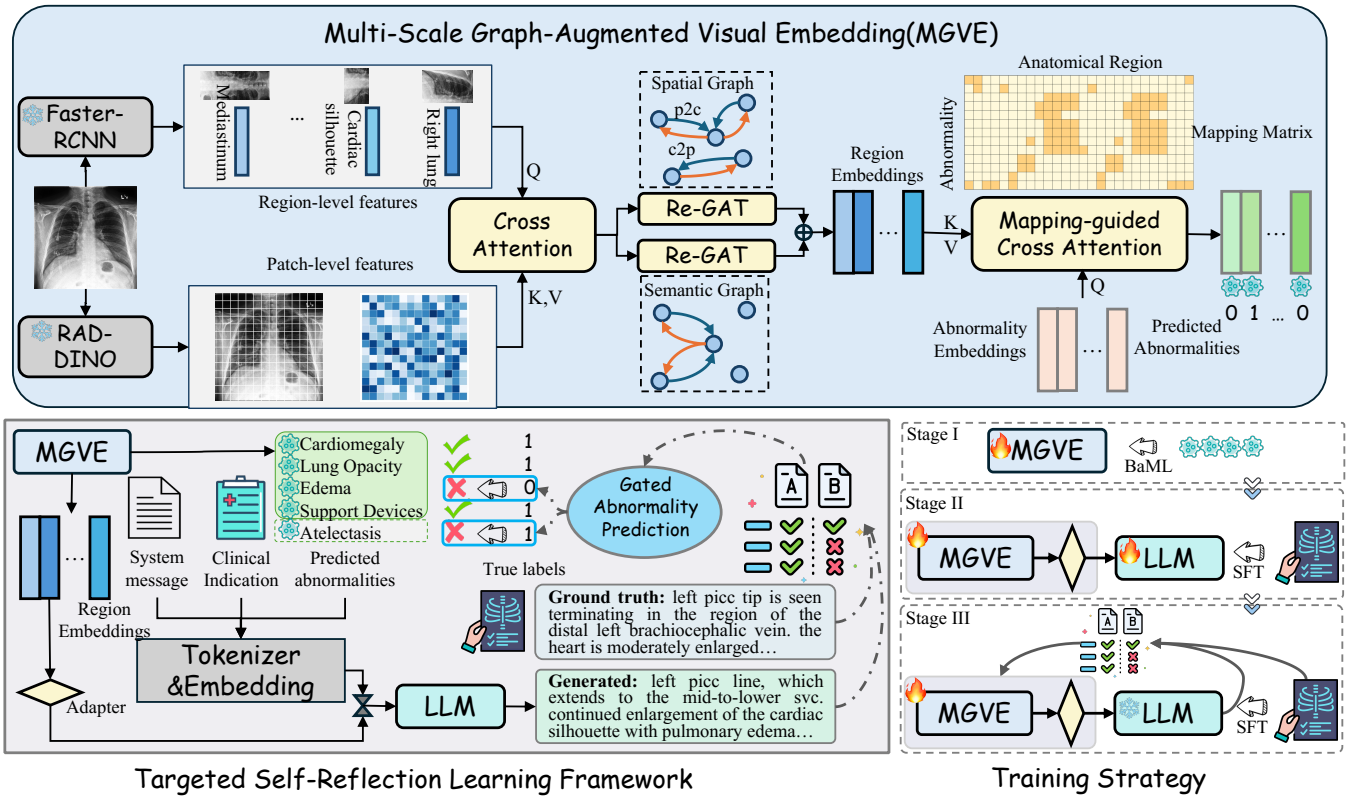 Multi-Scale Graph-Augmented Visual Embedding(MGVE)
Faster-
RCNN
Mediastinum
...
Cardiac
silhouette
Right lung
Region-level features
Patch-level features
RAD-
DINO
Q
K,V
Cross
Attention
Spatial Graph
p2c
c2p
Re-GAT
Re-GAT
Semantic Graph
Region
Embeddings
...
K
V
Anatomical Region
Abnormality
Mapping Matrix
Mapping-guided
Cross Attention
Q
Abnormality
Embeddings
...
Predicted
Abnormalities
...
0 1 ... 0
MGVE
Cardiomegaly
Lung Opacity
Edema
Support Devices
Atelectasis
1
1
0
1
1
True labels
Gated
Abnormality
Prediction
A
B
...
Region
Embeddings
System
message
Clinical
Indication
Predicted
abnormalities
Tokenizer
&Embedding
Adapter
LLM
Ground truth: left picc tip is seen
terminating in the region of the
distal left brachiocephalic vein. the
heart is moderately enlarged…
Generated: left picc line, which
extends to the mid-to-lower svc.
continued enlargement of the cardiac
silhouette with pulmonary edema…
Targeted Self-Reflection Learning Framework
Stage I
MGVE
BaML
Stage II
MGVE
LLM
SFT
Stage III
A
B
MGVE
LLM
SFT
Training Strategy